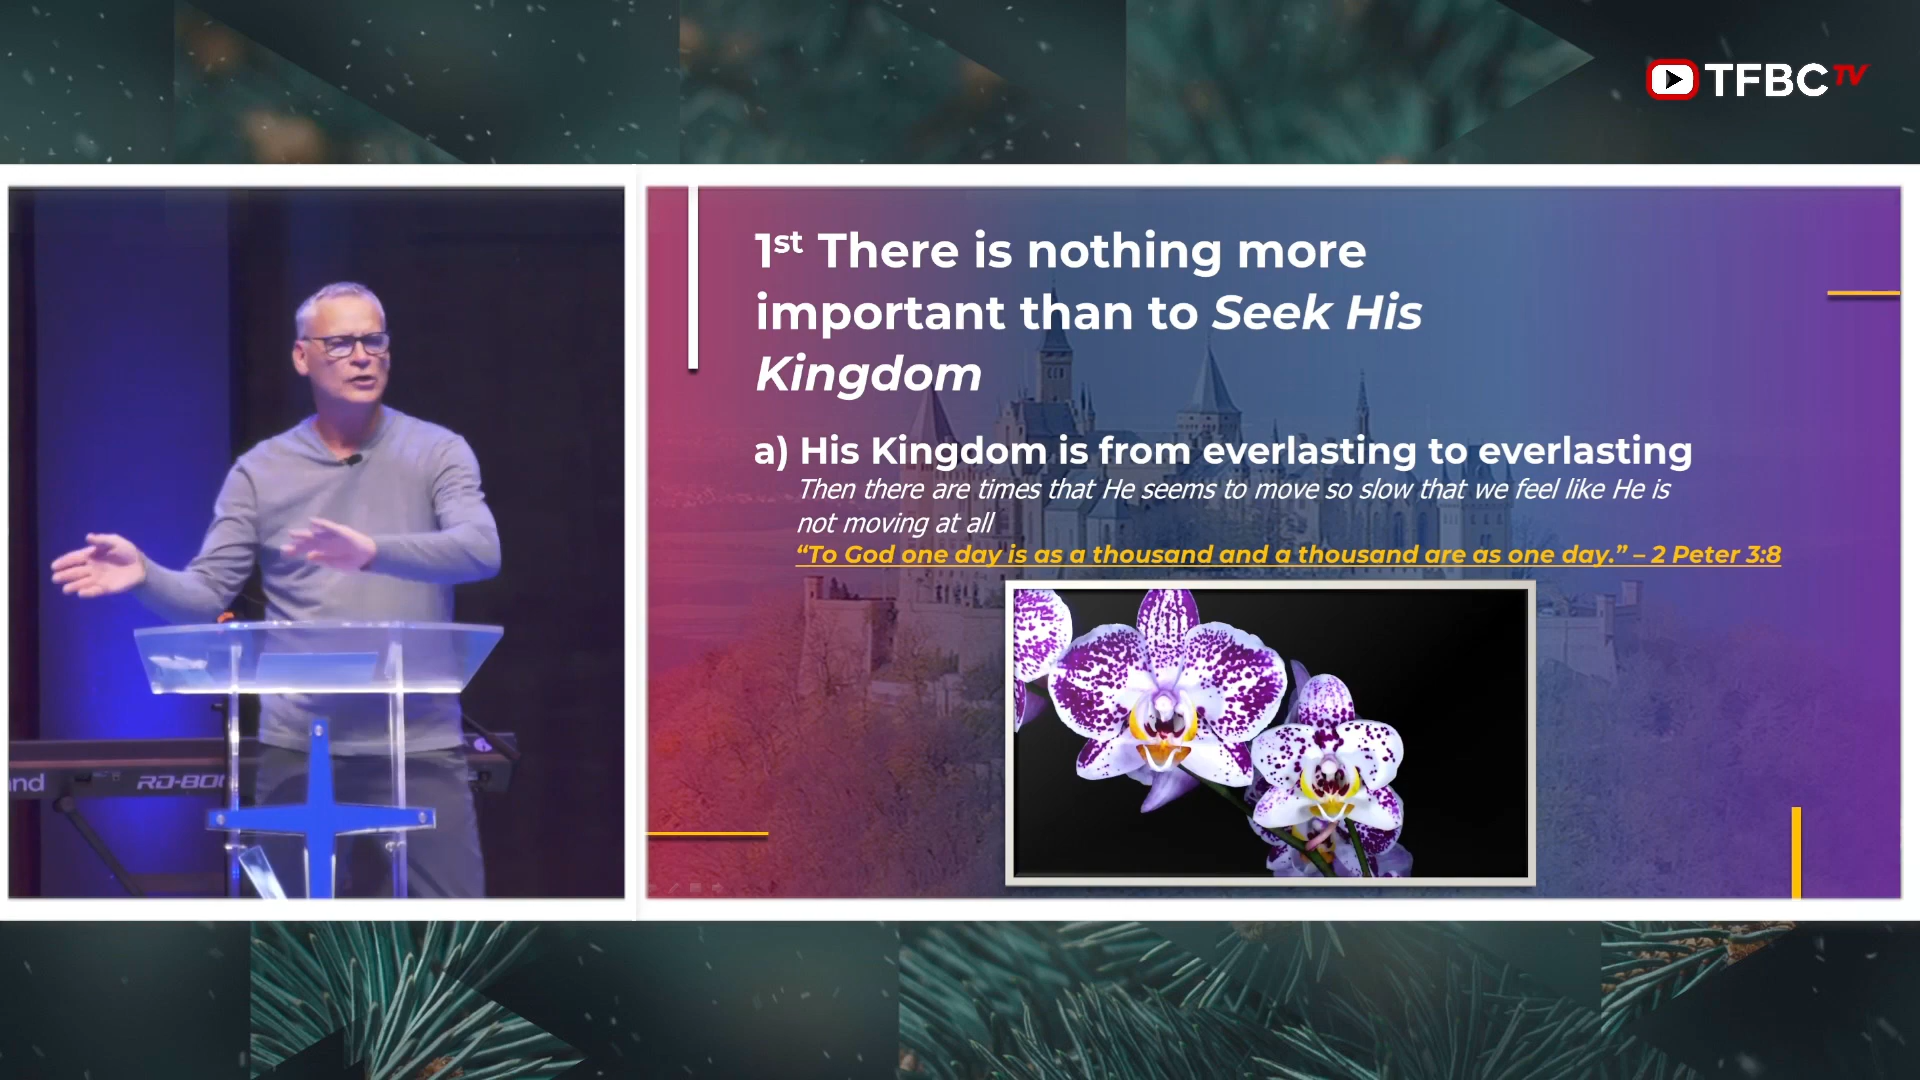 TFBC TV
1st There is nothing more
important than to Seek His
Kingdom
a) His Kingdom is from everlasting to everlasting
Then there are times that He seems to move so slow that we feel like He is
not moving at all
“To God one day is as a thousand and a thousand are as one day.” – 2 Peter 3:8
nd RD-800